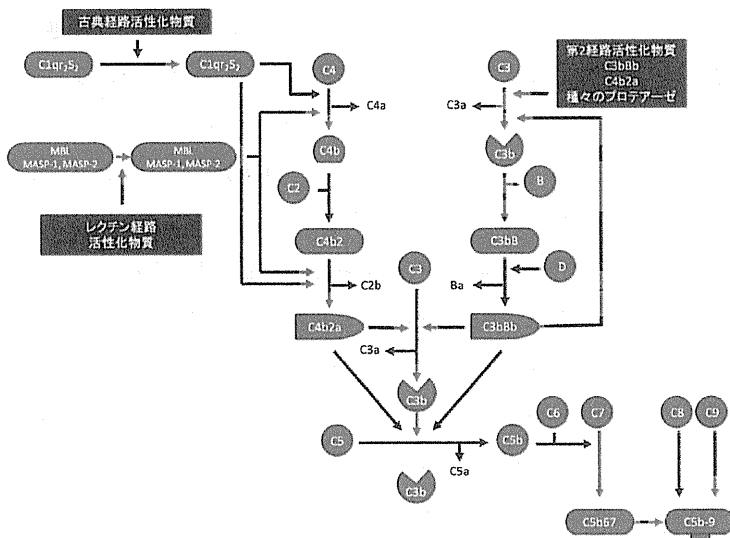 古典経路活性化物質
C1qr₂S₂
C1qr₂S₂
C4
C4a
C3
C3a
第2経路活性化物質
C3bBb
C4b2a
種々のプロテアーゼ
MBL
MASP-1, MASP-2
MBL
MASP-1, MASP-2
C4b
C3b
C2
B
レクチン経路
活性化物質
C4b2
C3
C3bB
D
C2b
Ba
C4b2a
C3bBb
C3a
C3b
C6
C7
C8
C9
C5
C5b
C5a
C3b
C5b67
C5b-9